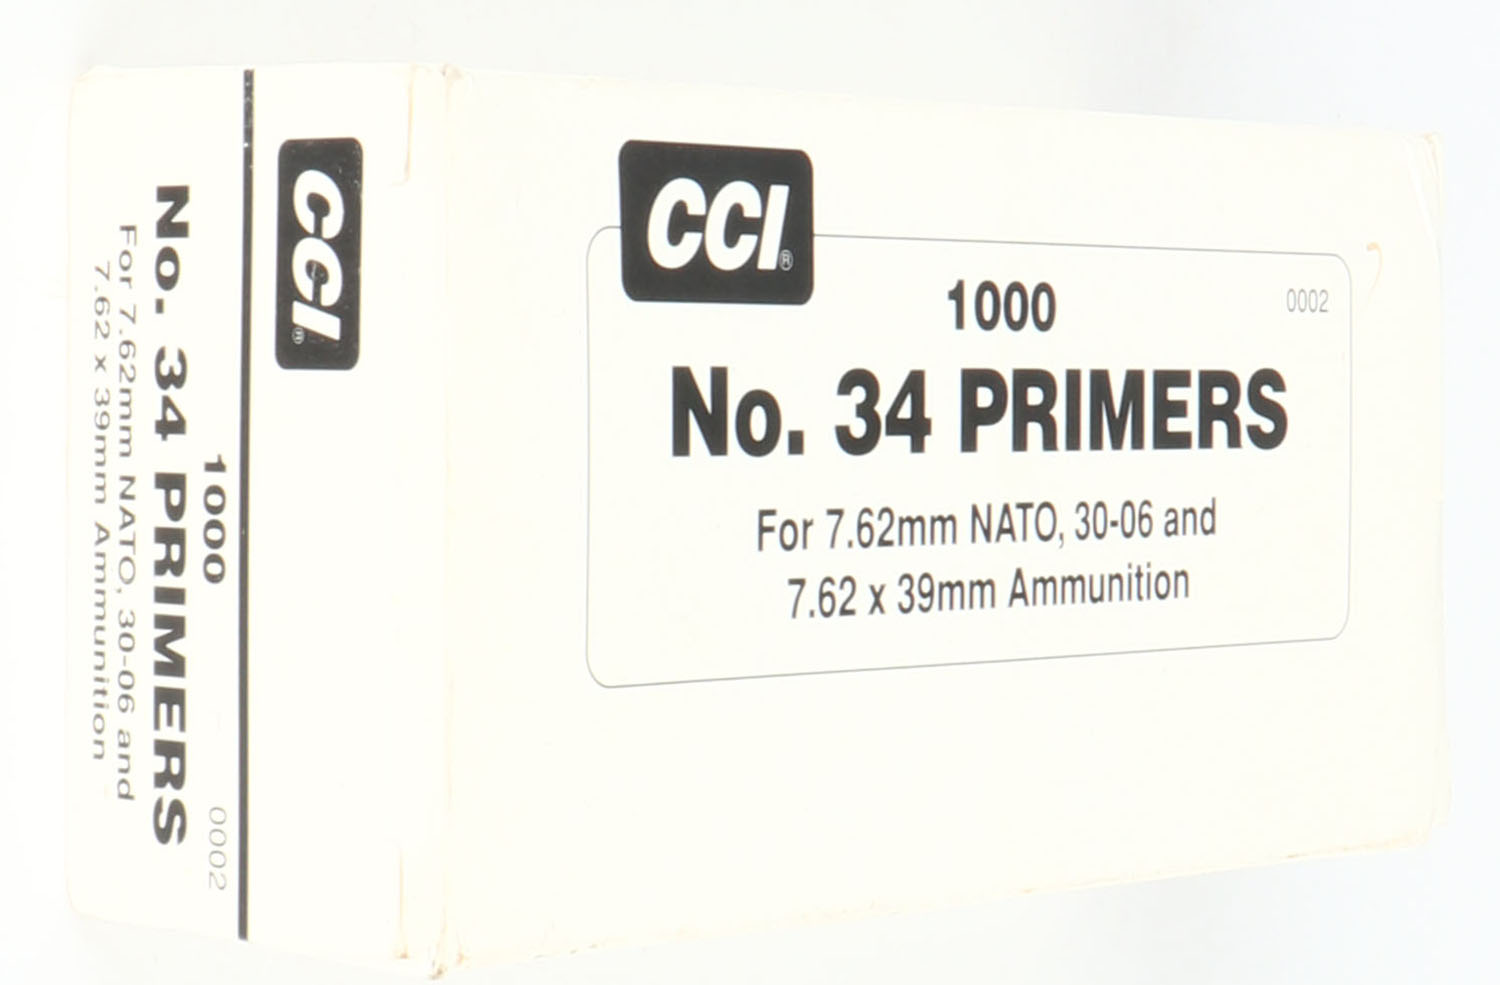 CCI®
1000
0002
No. 34 PRIMERS
For 7.62mm NATO, 30-06 and
7.62 x 39mm Ammunition
CCI®
1000
0002
No. 34 PRIMERS
For 7.62mm NATO, 30-06 and
7.62 x 39mm Ammunition